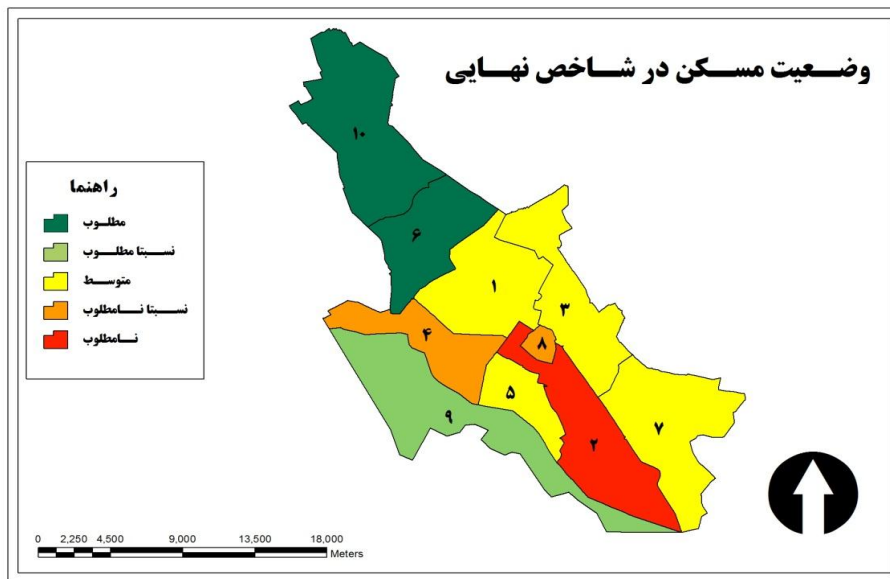 وضعیت مسکن در شاخص نهایی
راهنما
مطلوب
نسبتا مطلوب
متوسط
نسبتا نامطلوب
نامطلوب
۱۰
۶
۱
۳
۴
۸
۵
۹
۲
۷
0 2,250 4,500 9,000 13,500 18,000
Meters